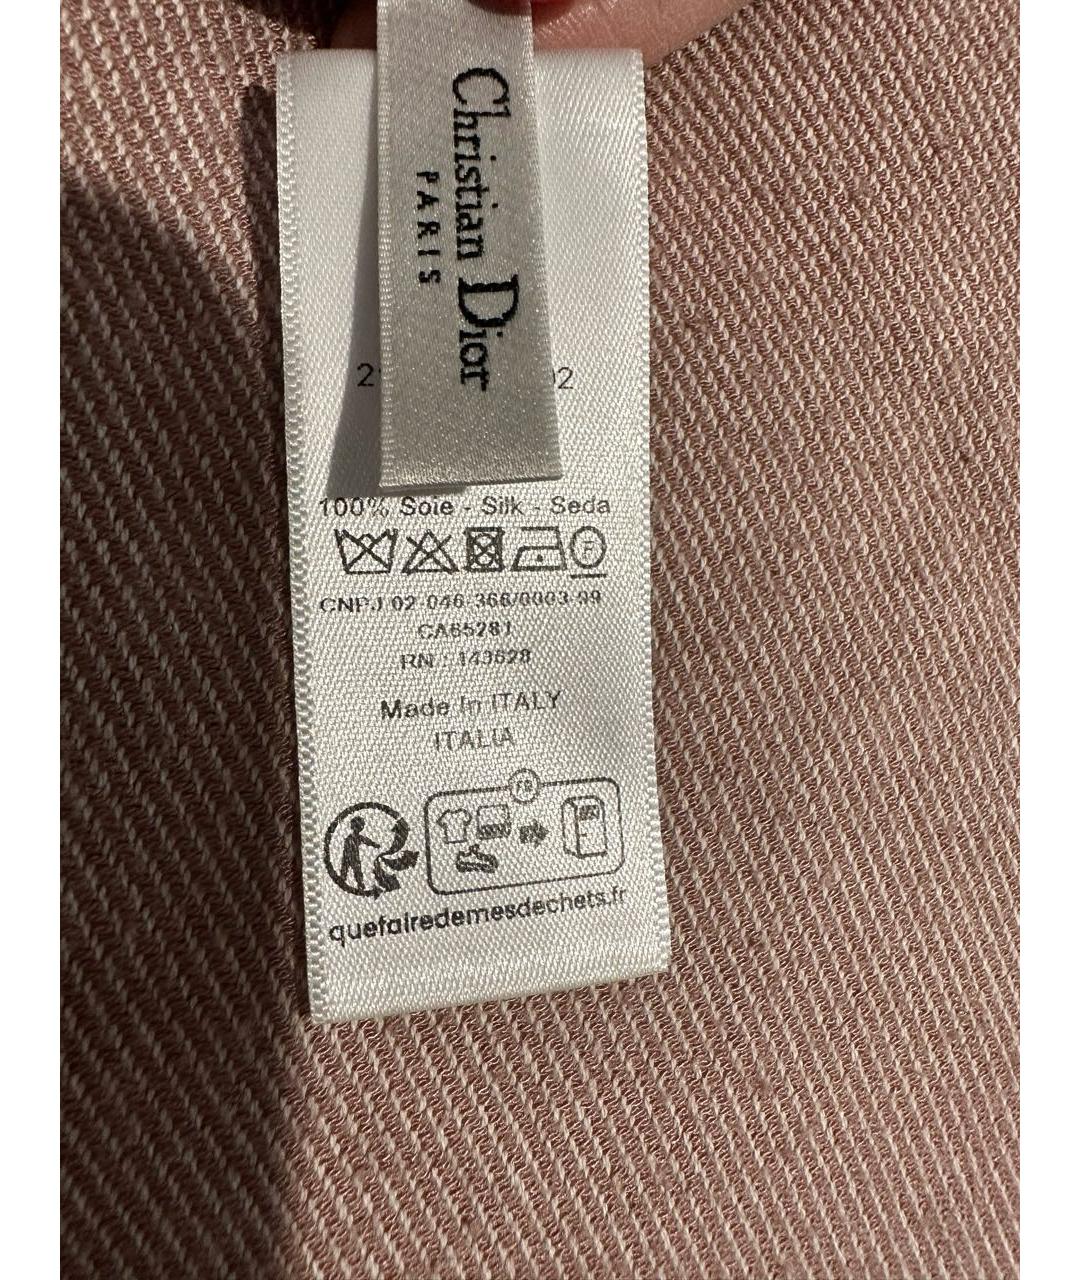 Christian Dior
PARIS
100% Soie - Silk - Seda
CNPJ 02-046-366/0003-99
CA65281
RN : 143628
Made in ITALY
ITALIA
quefairedemesdechets.fr